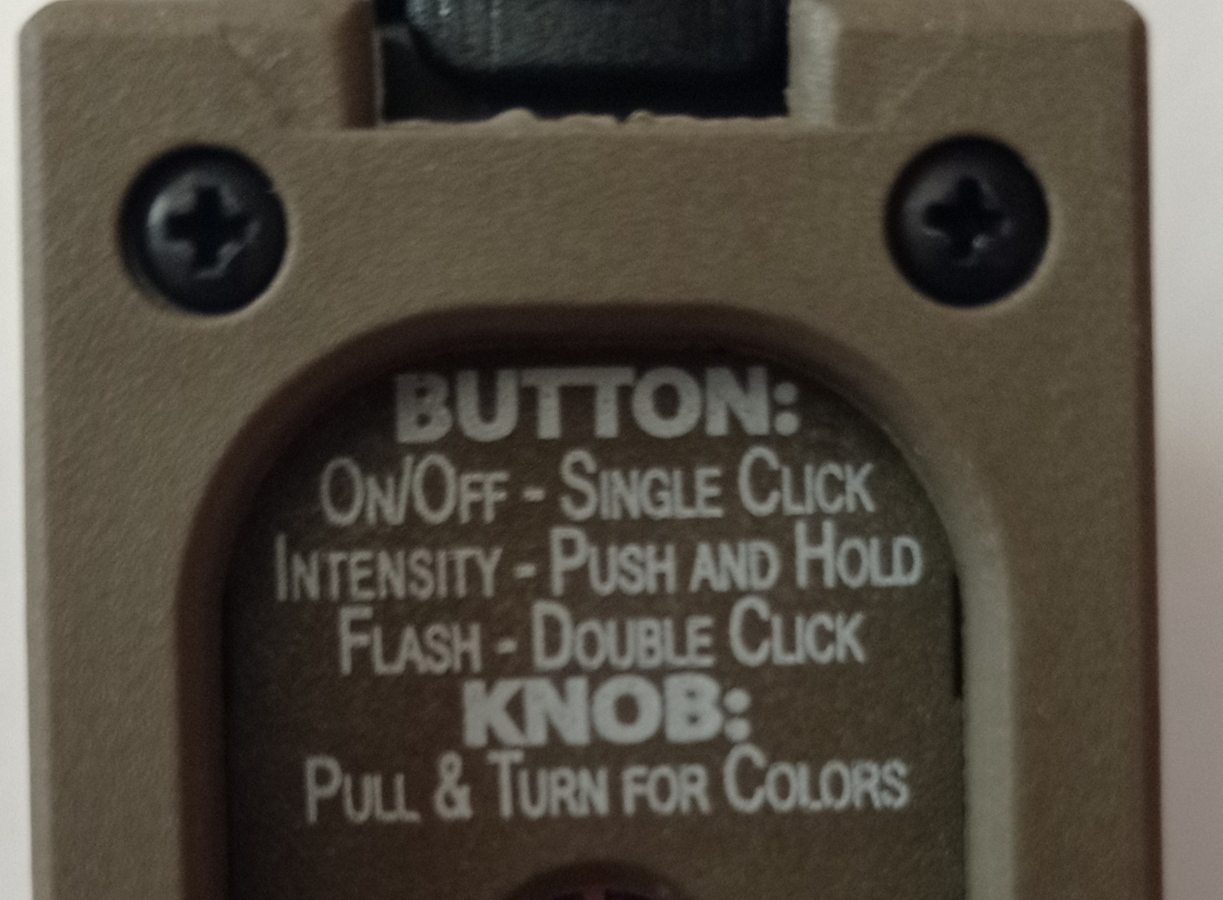 BUTTON:
ON/OFF - SINGLE CLICK
INTENSITY - PUSH AND HOLD
FLASH - DOUBLE CLICK
KNOB:
PULL & TURN FOR COLORS